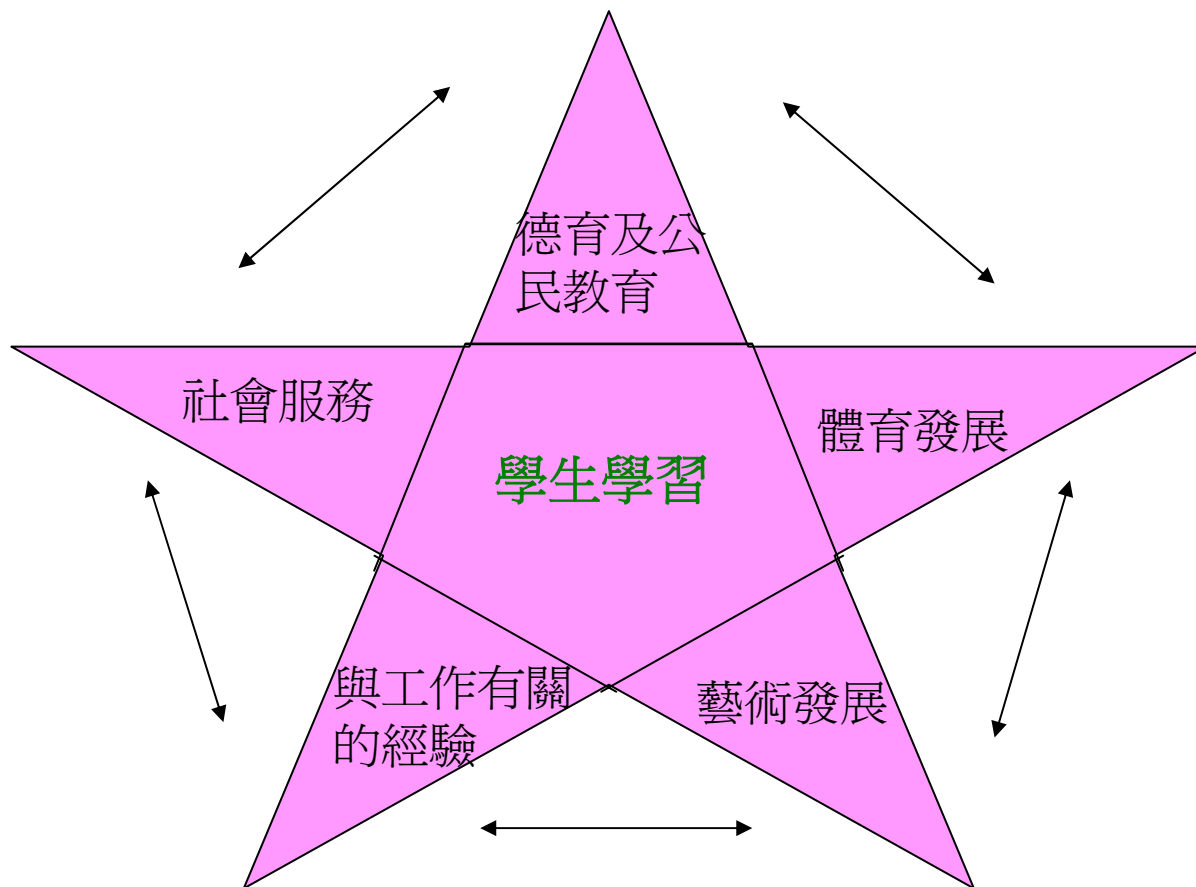 德育及公
民教育
社會服務
體育發展
學生學習
與工作有關
的經驗
藝術發展